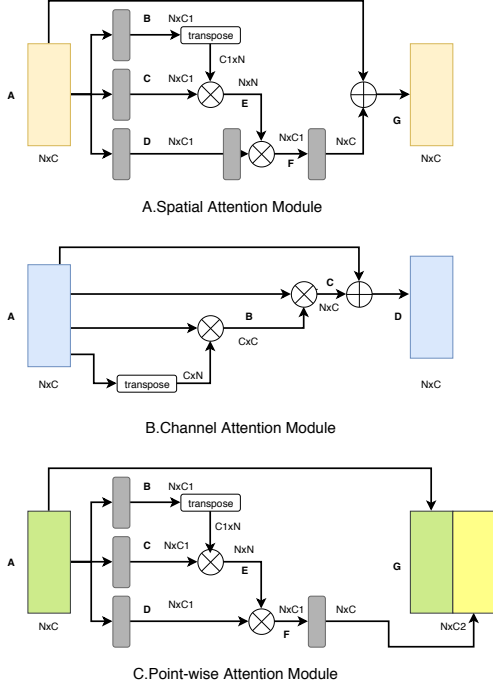 B
NxC1
transpose
C1xN
A
C
NxC1
NxN
E
D
NxC1
NxC1
F
NxC
G
NxC
NxC
A.Spatial Attention Module
A
C
NxC
B
CxC
D
CxN
transpose
NxC
NxC
B.Channel Attention Module
B
NxC1
transpose
C1xN
A
C
NxC1
NxN
E
G
D
NxC1
NxC1
F
NxC
NxC
NxC2
C.Point-wise Attention Module